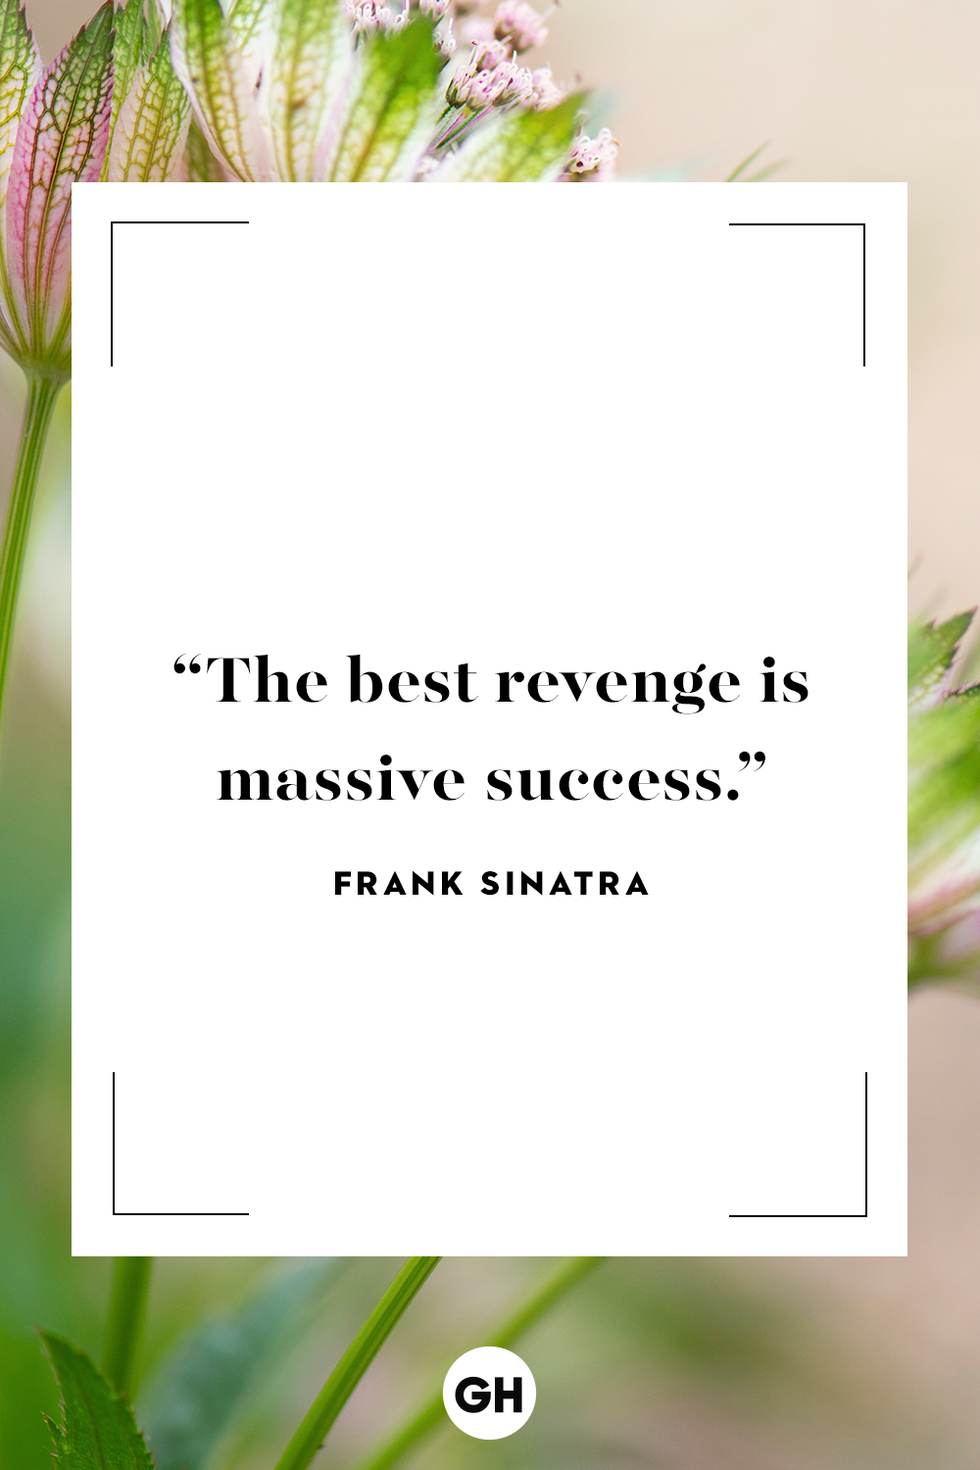 “The best revenge is
massive success.”
FRANK SINATRA
GH